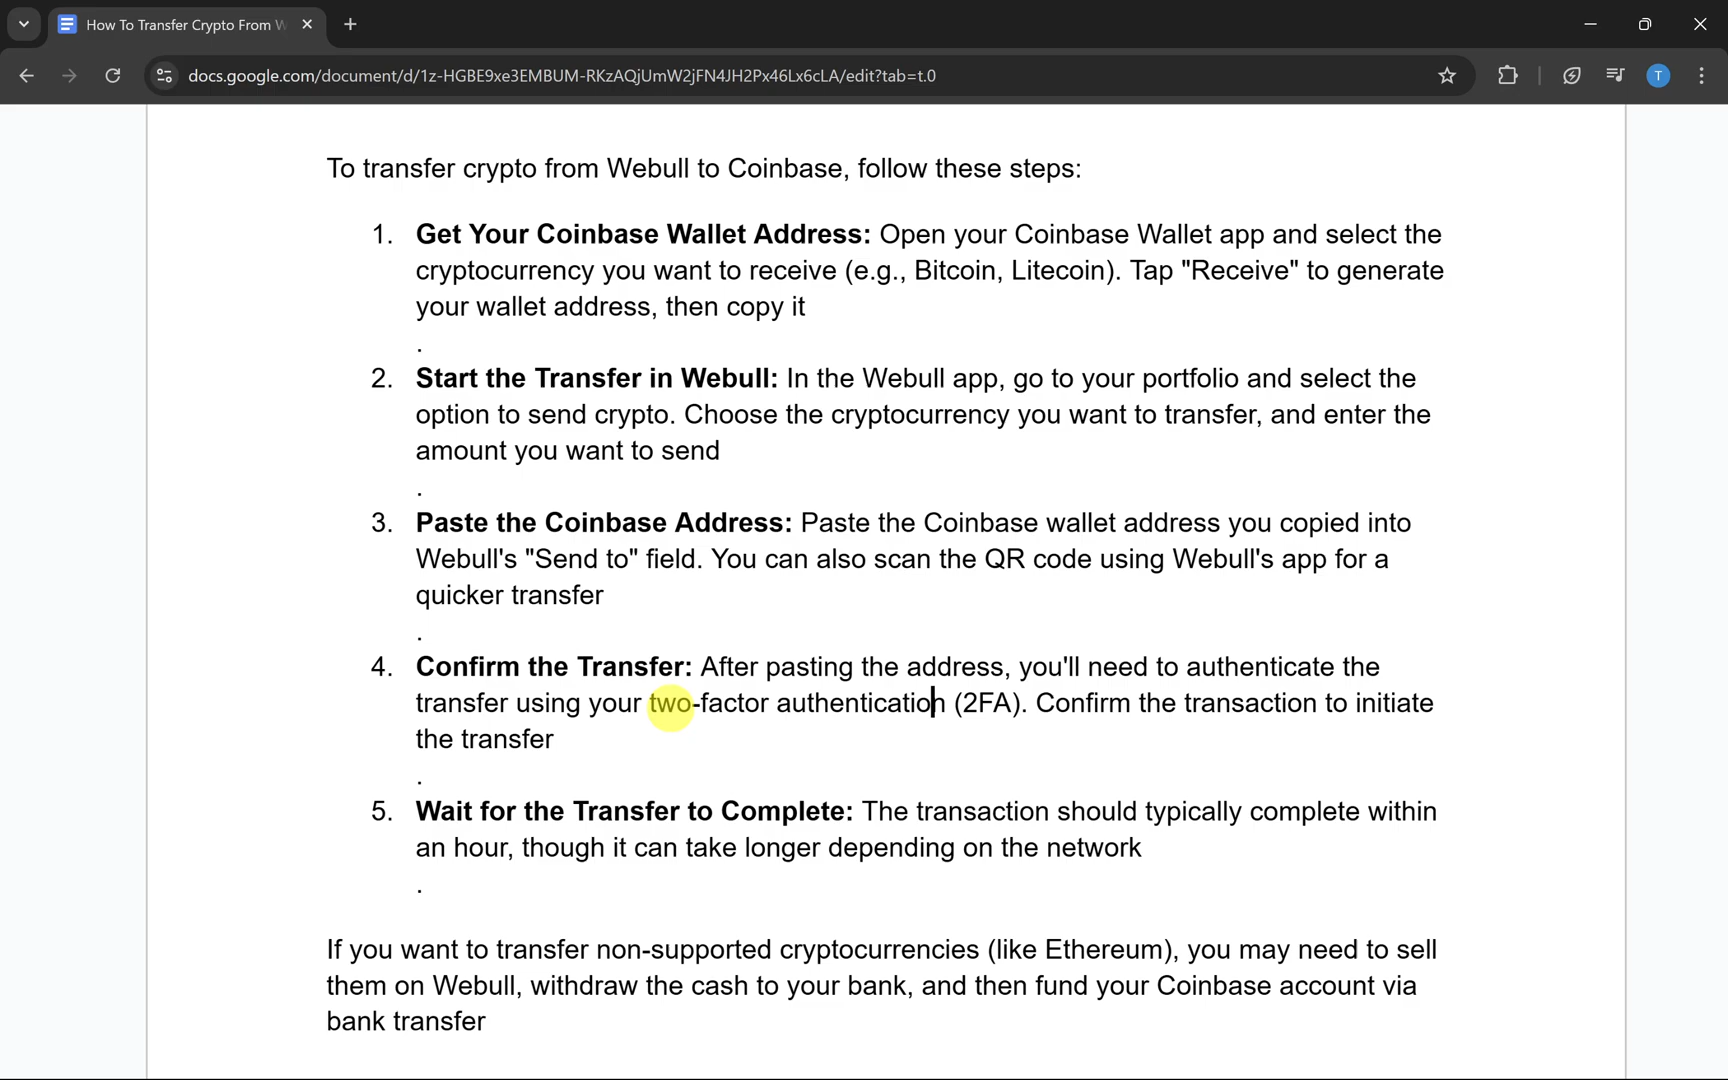 How To Transfer Crypto From W
docs.google.com/document/d/1z-HGBE9xe3EMBUM-RKzAQjUmW2jFN4JH2Px46Lx6cLA/edit?tab=t.0
T
To transfer crypto from Webull to Coinbase, follow these steps:
1. Get Your Coinbase Wallet Address: Open your Coinbase Wallet app and select the
cryptocurrency you want to receive (e.g., Bitcoin, Litecoin). Tap "Receive" to generate
your wallet address, then copy it
.
2. Start the Transfer in Webull: In the Webull app, go to your portfolio and select the
option to send crypto. Choose the cryptocurrency you want to transfer, and enter the
amount you want to send
.
3. Paste the Coinbase Address: Paste the Coinbase wallet address you copied into
Webull's "Send to" field. You can also scan the QR code using Webull's app for a
quicker transfer
.
4. Confirm the Transfer: After pasting the address, you'll need to authenticate the
transfer using your two-factor authentication (2FA). Confirm the transaction to initiate
the transfer
.
5. Wait for the Transfer to Complete: The transaction should typically complete within
an hour, though it can take longer depending on the network
.
If you want to transfer non-supported cryptocurrencies (like Ethereum), you may need to sell
them on Webull, withdraw the cash to your bank, and then fund your Coinbase account via
bank transfer